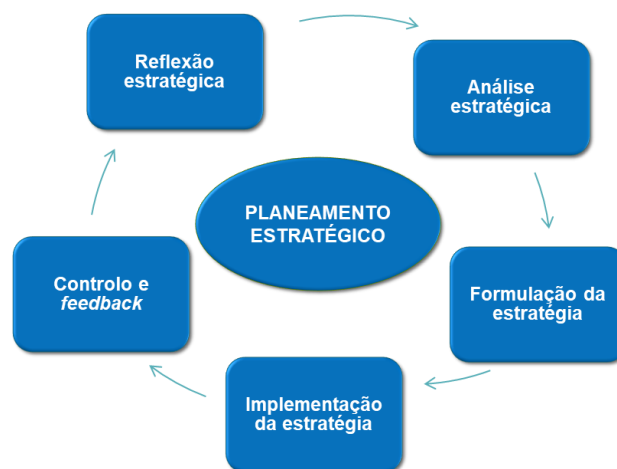 Reflexão
estratégica
Análise
estratégica
PLANEAMENTO
ESTRATÉGICO
Formulação da
estratégia
Implementação
da estratégia
Controlo e
feedback